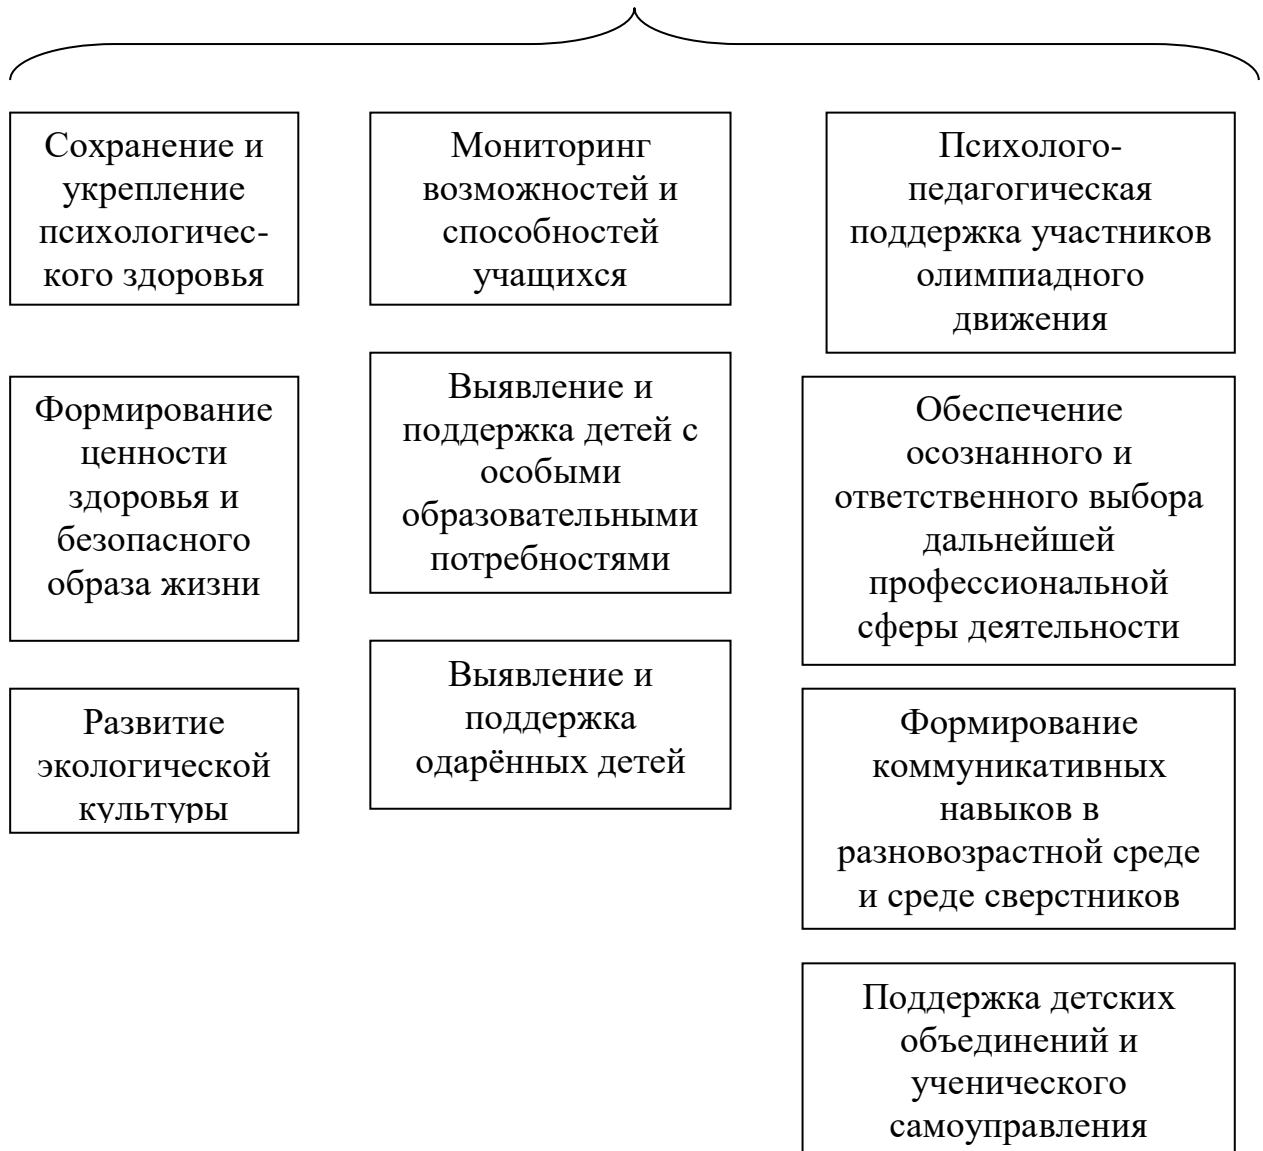 Сохранение и
укрепление
психологичес-
кого здоровья
Формирование
ценности
здоровья и
безопасного
образа жизни
Развитие
экологической
культуры
Мониторинг
возможностей и
способностей
учащихся
Выявление и
поддержка детей с
особыми
образовательными
потребностями
Выявление и
поддержка
одарённых детей
Психолого-
педагогическая
поддержка участников
олимпиадного
движения
Обеспечение
осознанного и
ответственного выбора
дальнейшей
профессиональной
сферы деятельности
Формирование
коммуникативных
навыков в
разновозрастной среде
и среде сверстников
Поддержка детских
объединений и
ученического
самоуправления